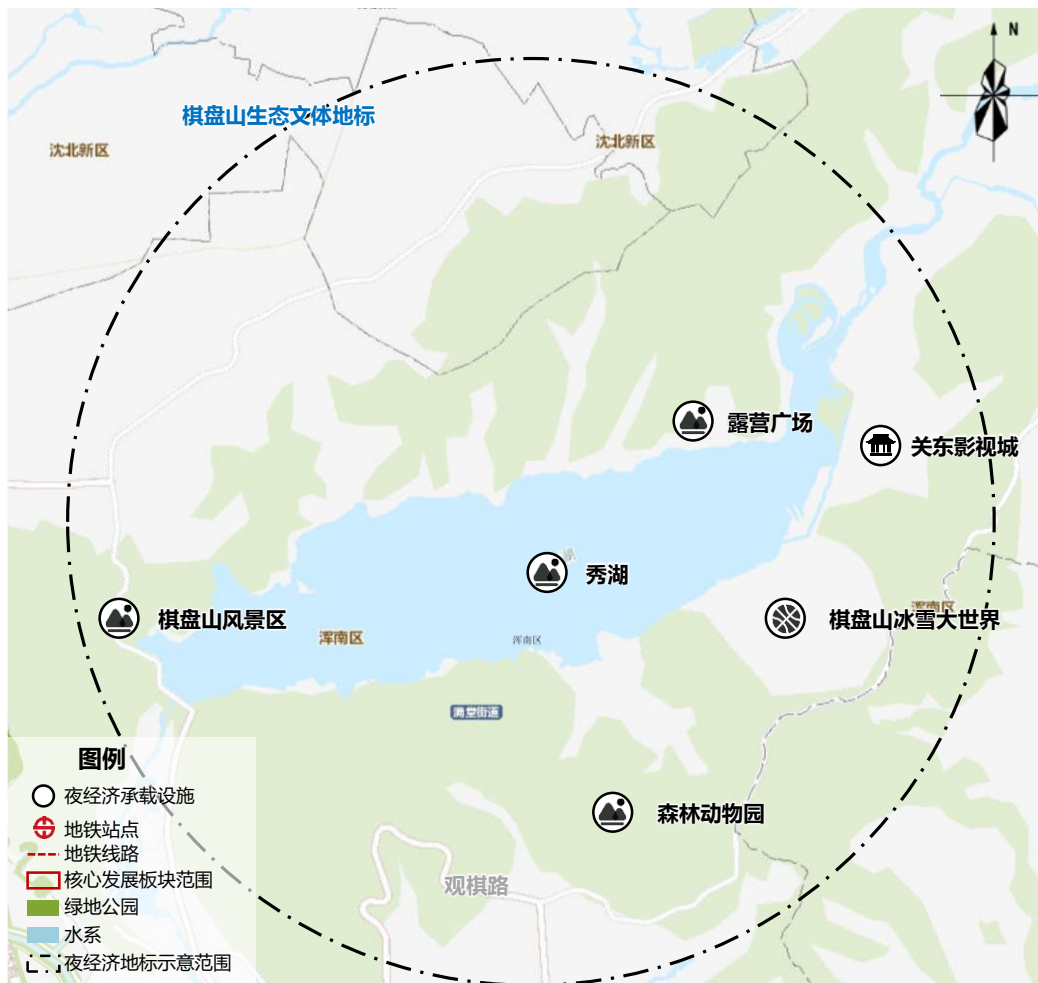 N
棋盘山生态文体地标
沈北新区
沈北新区
露营广场
关东影视城
秀湖
棋盘山风景区
浑南区
浑南区
浑南区
棋盘山冰雪大世界
满堂街道
森林动物园
观棋路
图例
夜经济承载设施
地铁站点
地铁线路
核心发展板块范围
绿地公园
水系
夜经济地标示意范围